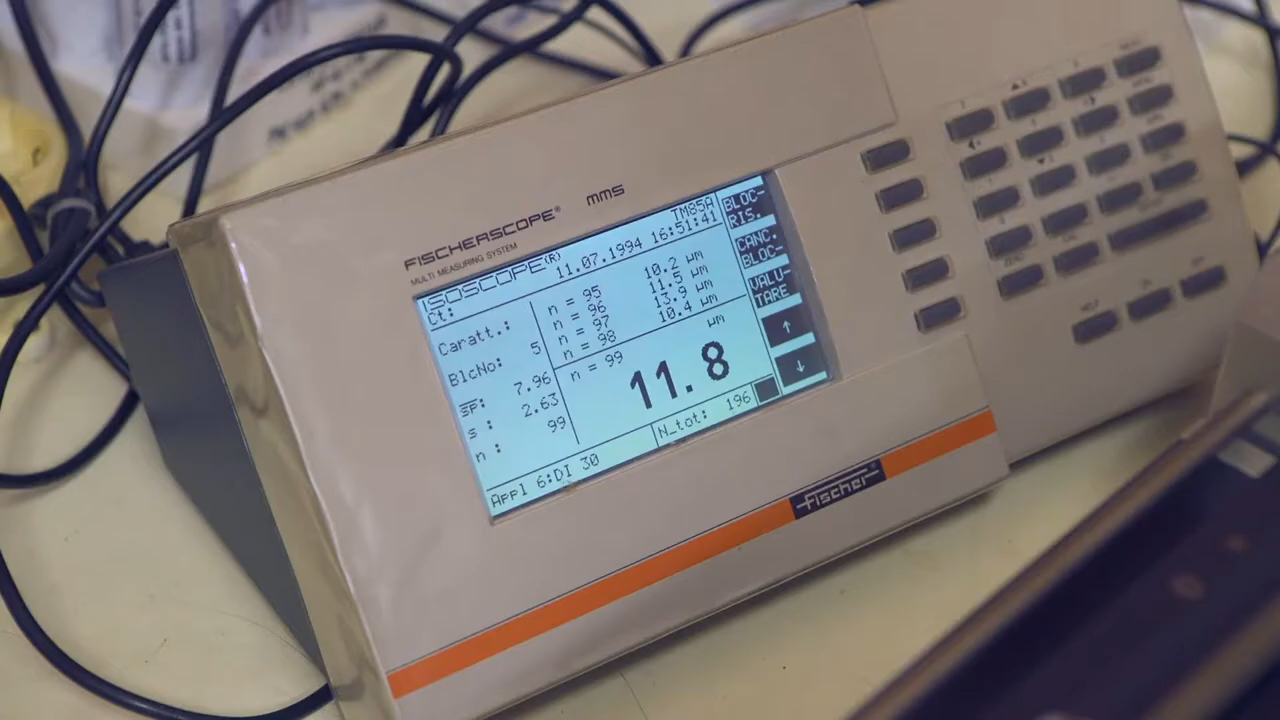 FISCHERSCOPE® MMS
MULTI MEASURING SYSTEM
ISOSCOPE(R) TM85A
Ct: 11.07.1994 16:51:41
Caratt.:
BlcNo: 5
n = 95 10.2 µm
n = 96 11.5 µm
n = 97 13.9 µm
n = 98 10.4 µm
n = 99 µm
11.8
7.96
s : 2.63
n : 99
Appl 6:DI 30
N_tot: 196
BLOC-
RIS.
CANC.
BLOC-
VALU-
TARE
↑
↓
fischer
HELP